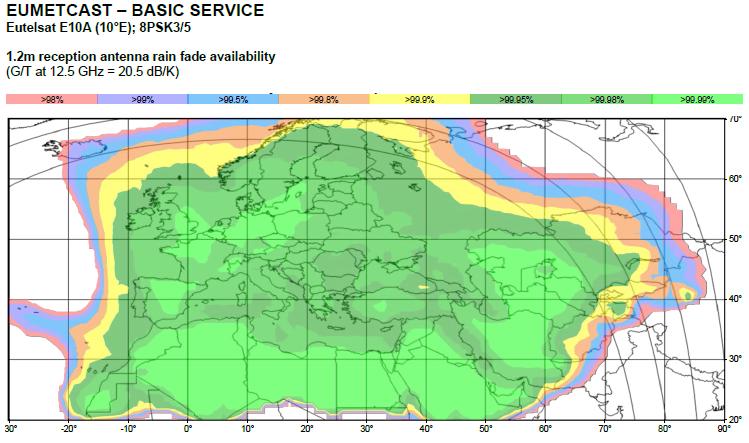 EUMETCAST – BASIC SERVICE
Eutelsat E10A (10°E); 8PSK3/5
1.2m reception antenna rain fade availability
(G/T at 12.5 GHz = 20.5 dB/K)
>98% >99% >99.5% >99.8% >99.9% >99.95% >99.98% >99.99%
70°
60°
50°
40°
30°
20°
30° -20° -10° 0° 10° 20° 30° 40° 50° 60° 70° 80° 90°